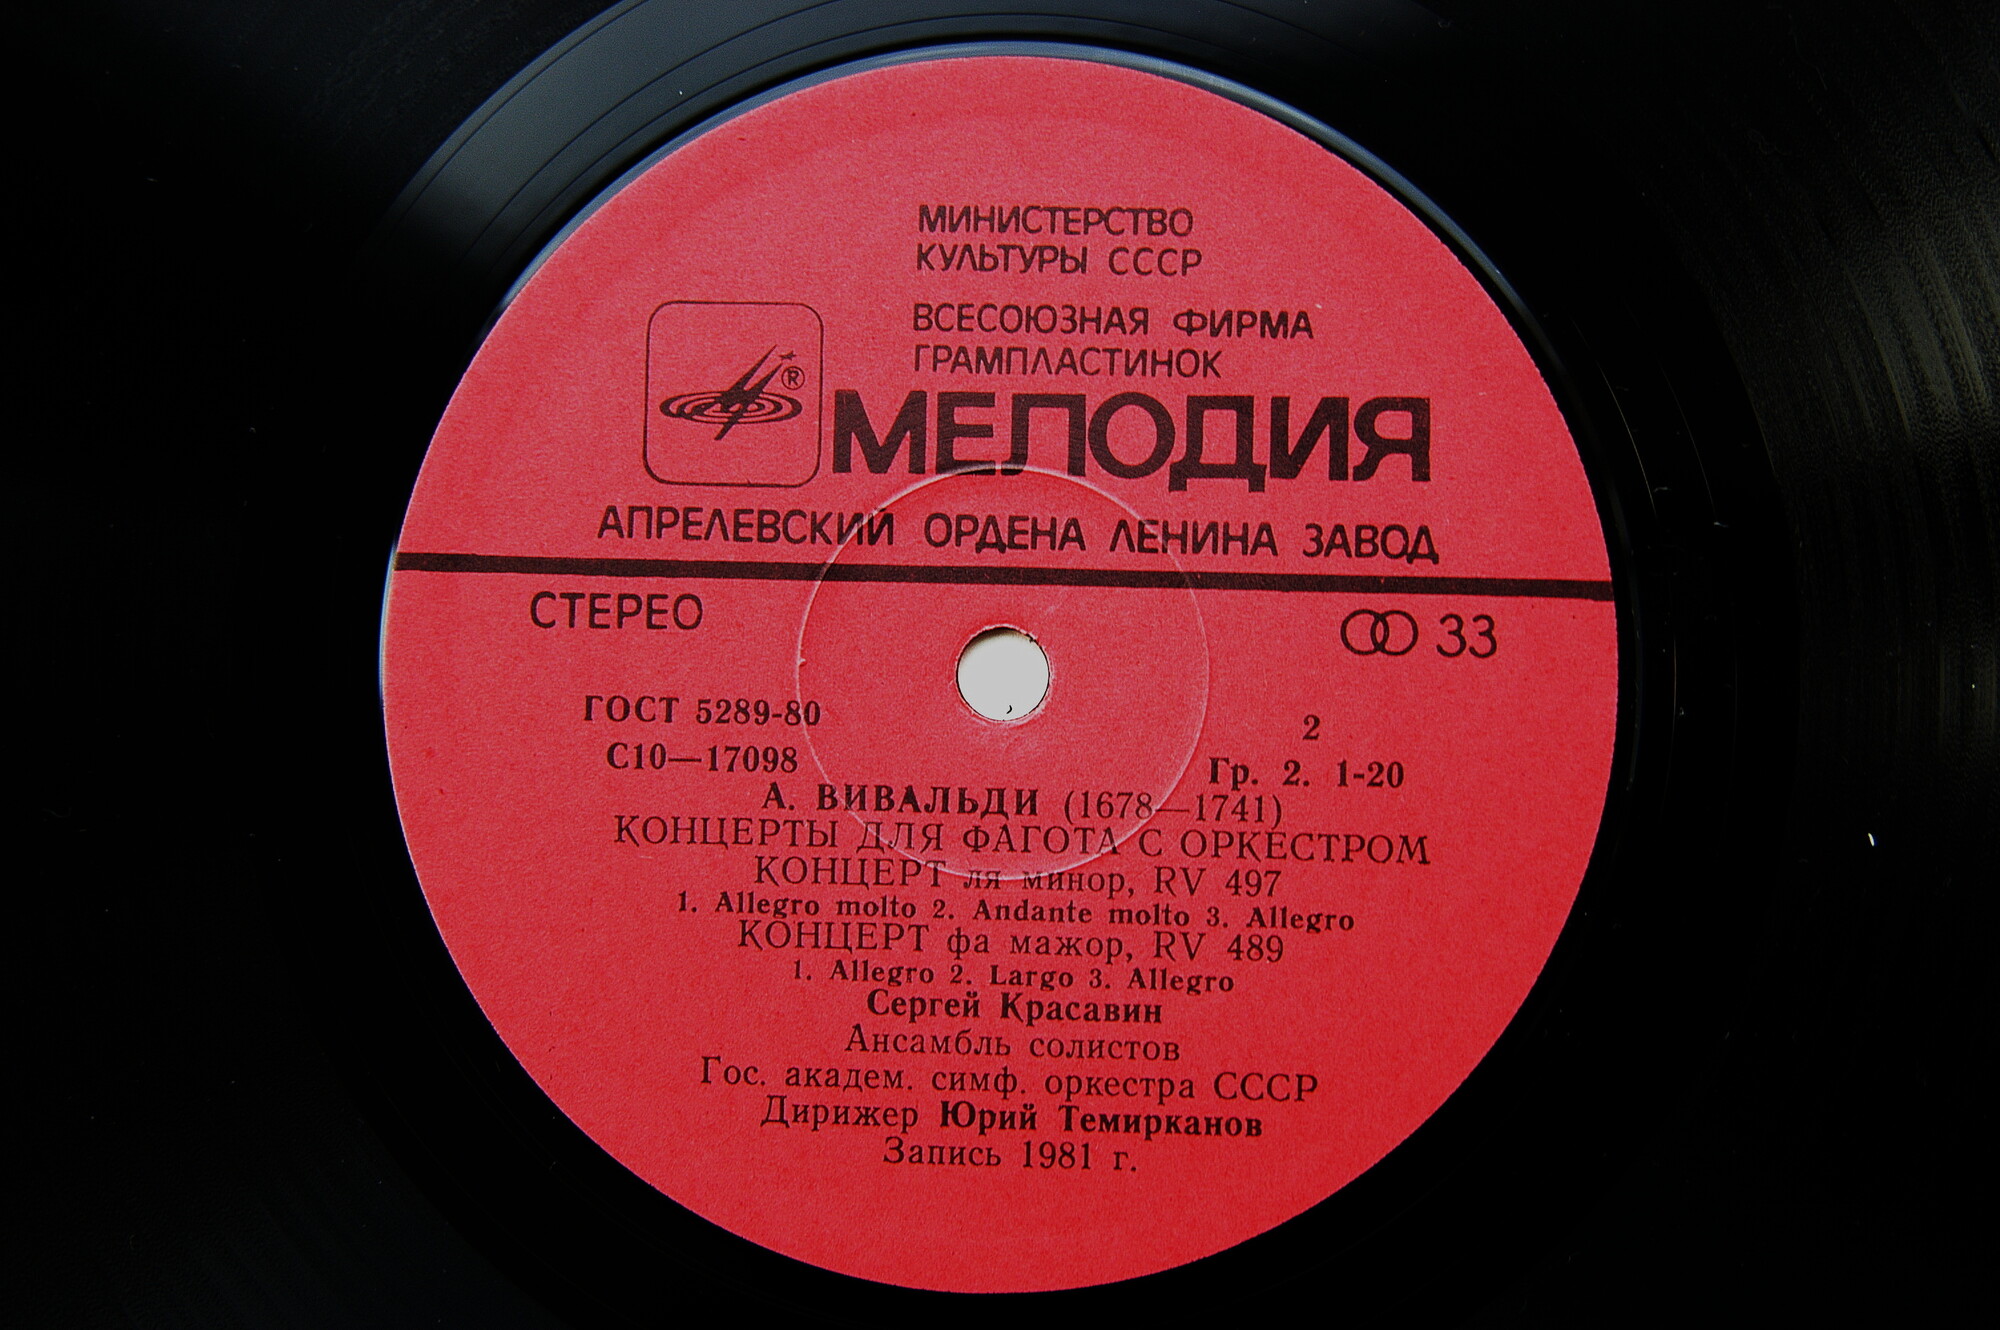 МИНИСТЕРСТВО
КУЛЬТУРЫ СССР
ВСЕСОЮЗНАЯ ФИРМА
ГРАМПЛАСТИНОК
®
МЕЛОДИЯ
АПРЕЛЕВСКИЙ ОРДЕНА ЛЕНИНА ЗАВОД
СТЕРЕО
33
ГОСТ 5289-80
2
С10—17098
Гр. 2. 1-20
А. ВИВАЛЬДИ (1678—1741)
КОНЦЕРТЫ ДЛЯ ФАГОТА С ОРКЕСТРОМ
КОНЦЕРТ ля минор, RV 497
1. Allegro molto 2. Andante molto 3. Allegro
КОНЦЕРТ фа мажор, RV 489
1. Allegro 2. Largo 3. Allegro
Сергей Красавин
Ансамбль солистов
Гос. академ. симф. оркестра СССР
Дирижер Юрий Темирканов
Запись 1981 г.